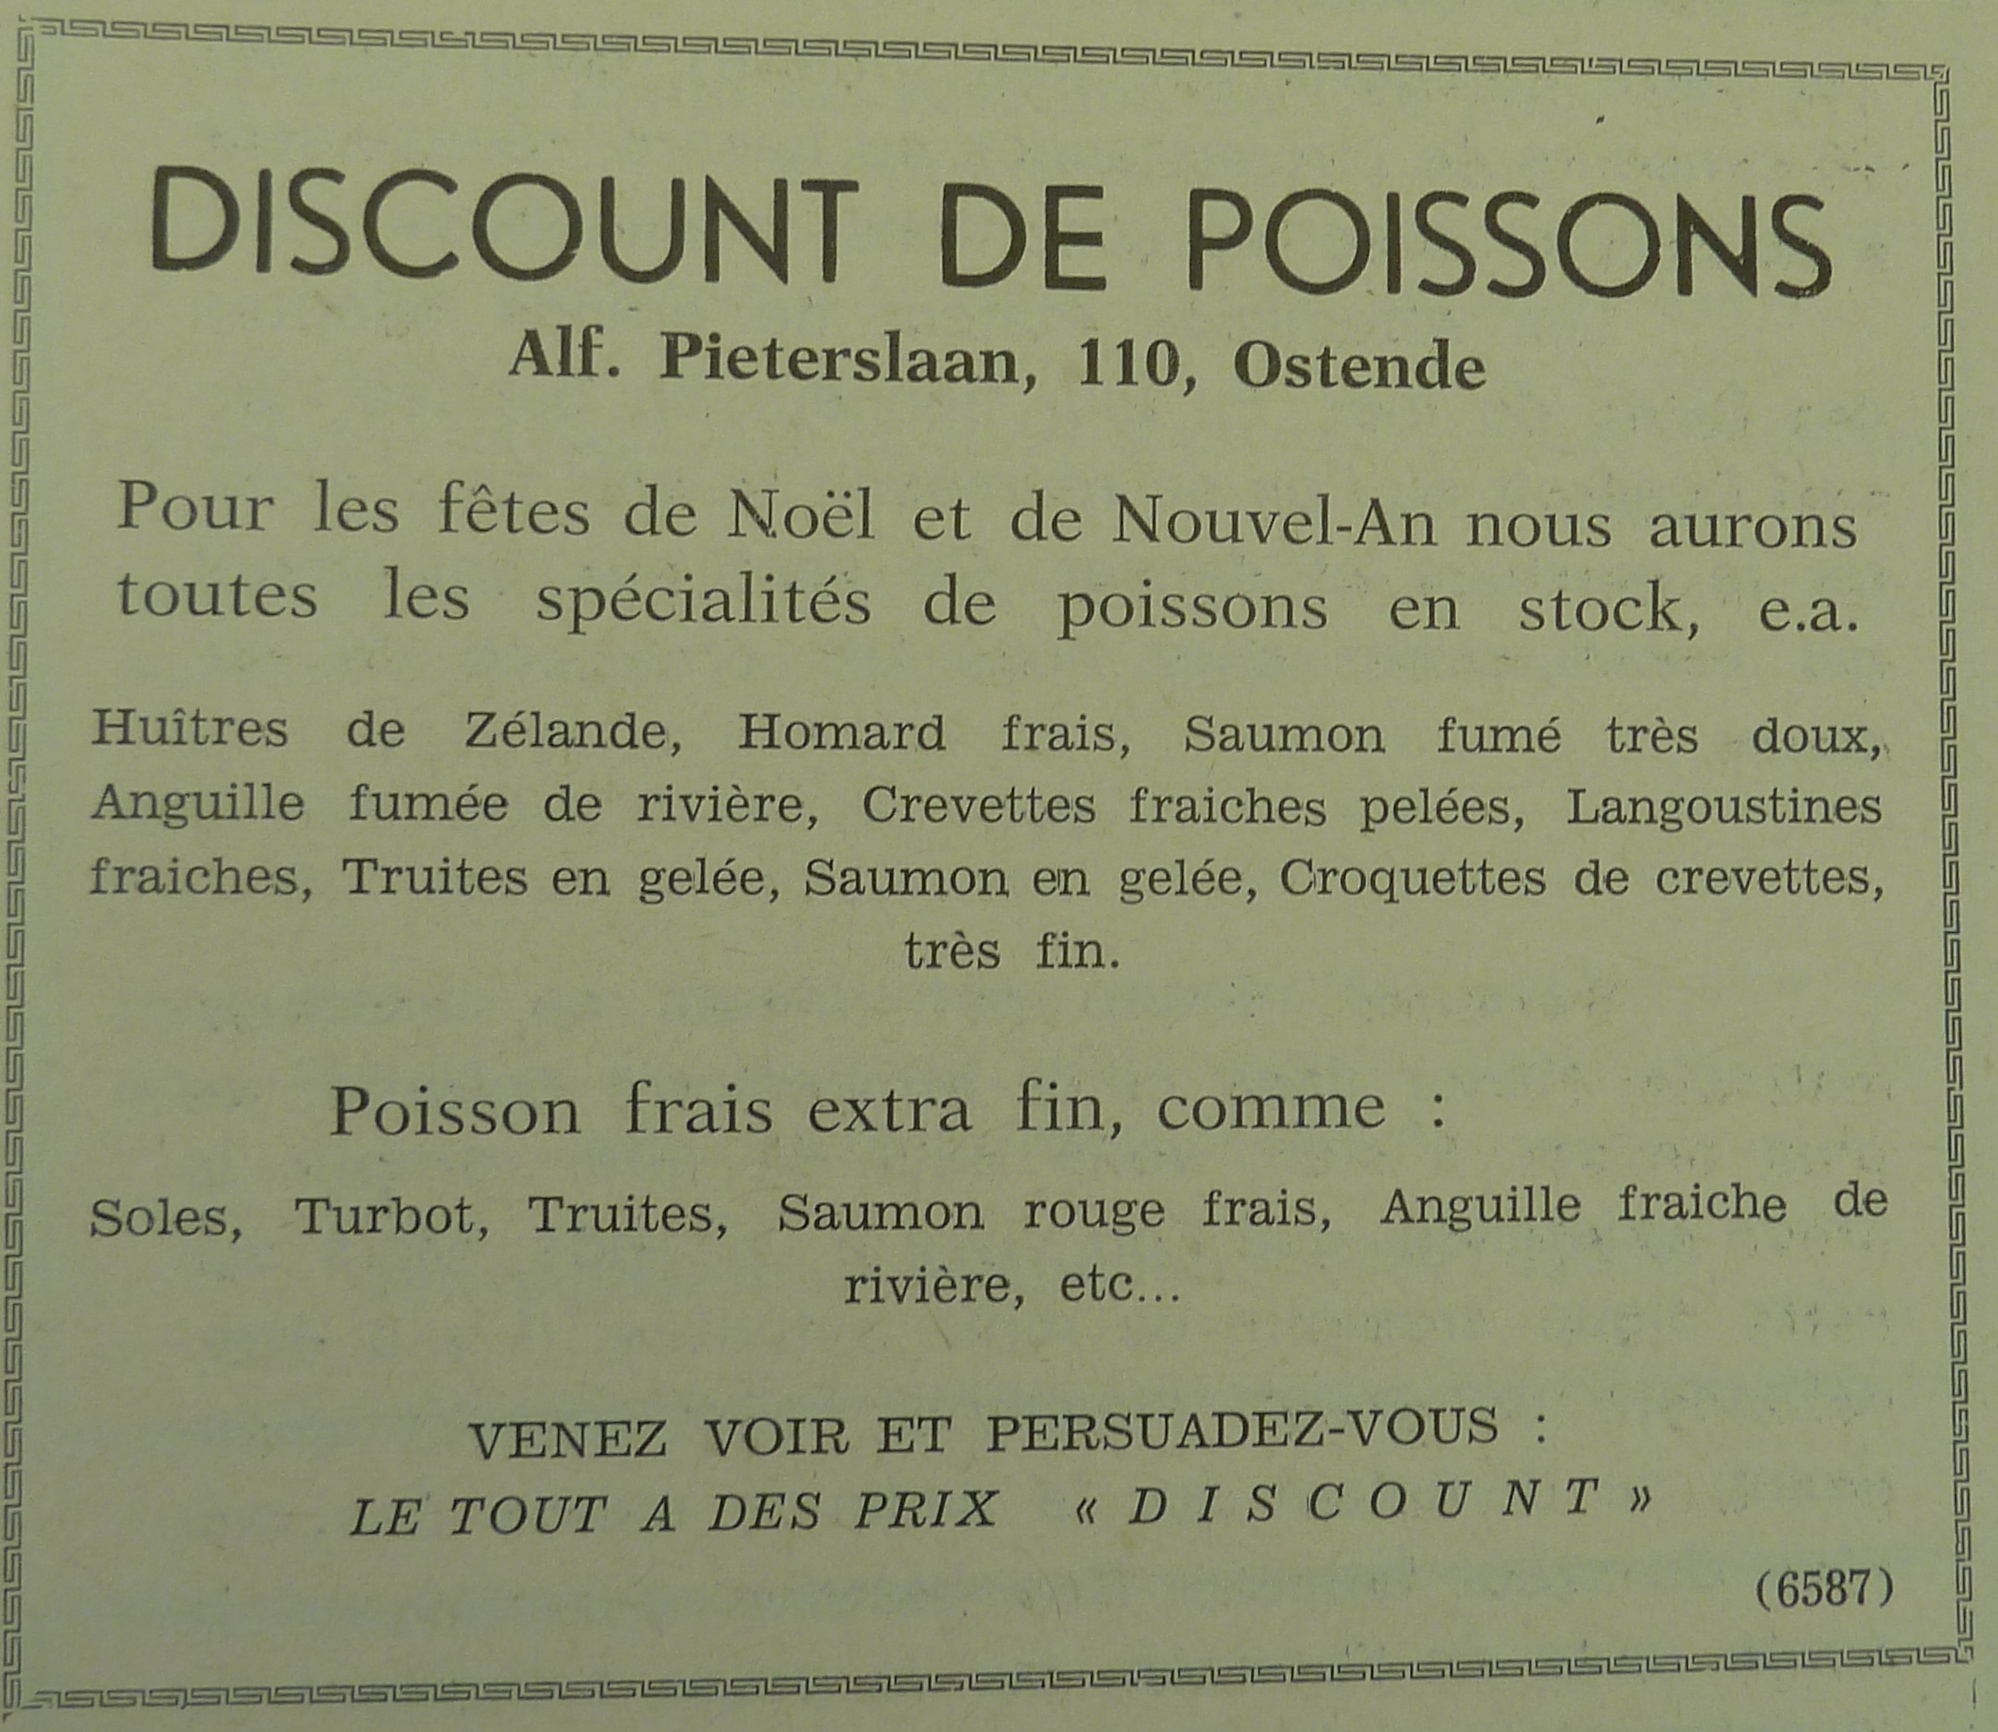 DISCOUNT DE POISSONS
Alf. Pieterslaan, 110, Ostende
Pour les fêtes de Noël et de Nouvel-An nous aurons
toutes les spécialités de poissons en stock, e.a.
Huîtres de Zélande, Homard frais, Saumon fumé très doux,
Anguille fumée de rivière, Crevettes fraiches pelées, Langoustines
fraiches, Truites en gelée, Saumon en gelée, Croquettes de crevettes,
très fin.
Poisson frais extra fin, comme :
Soles, Turbot, Truites, Saumon rouge frais, Anguille fraiche de
rivière, etc...
VENEZ VOIR ET PERSUADEZ-VOUS :
LE TOUT A DES PRIX « D I S C O U N T »
(6587)